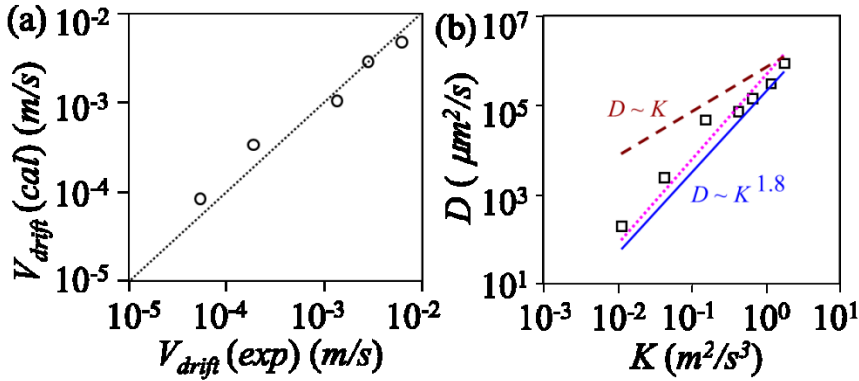 (a)
10^-2
10^-3
10^-4
10^-5
V_drift (cal) (m/s)
10^-5 10^-4 10^-3 10^-2
V_drift (exp) (m/s)
(b)
10^7
10^5
10^3
10^1
D ( μm^2/s)
D ~ K
D ~ K^1.8
10^-3 10^-2 10^-1 10^0 10^1
K (m^2/s^3)